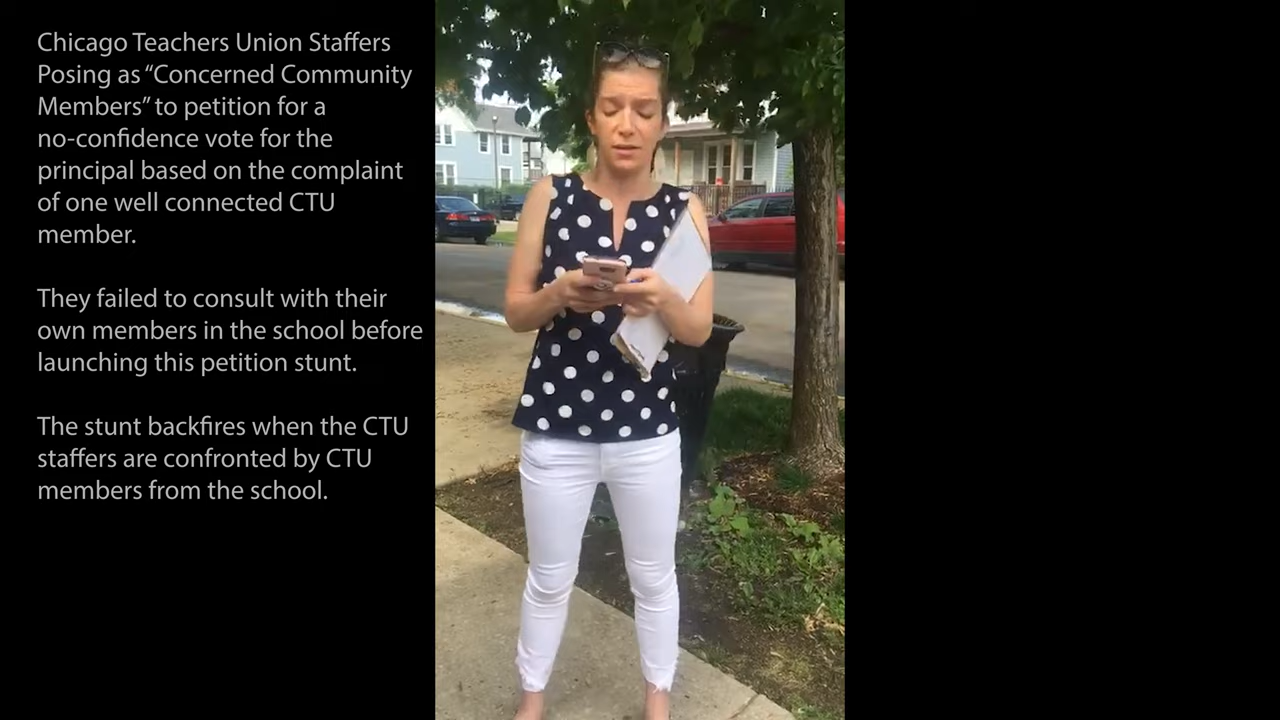 Chicago Teachers Union Staffers
Posing as “Concerned Community
Members” to petition for a
no-confidence vote for the
principal based on the complaint
of one well connected CTU
member.
They failed to consult with their
own members in the school before
launching this petition stunt.
The stunt backfires when the CTU
staffers are confronted by CTU
members from the school.